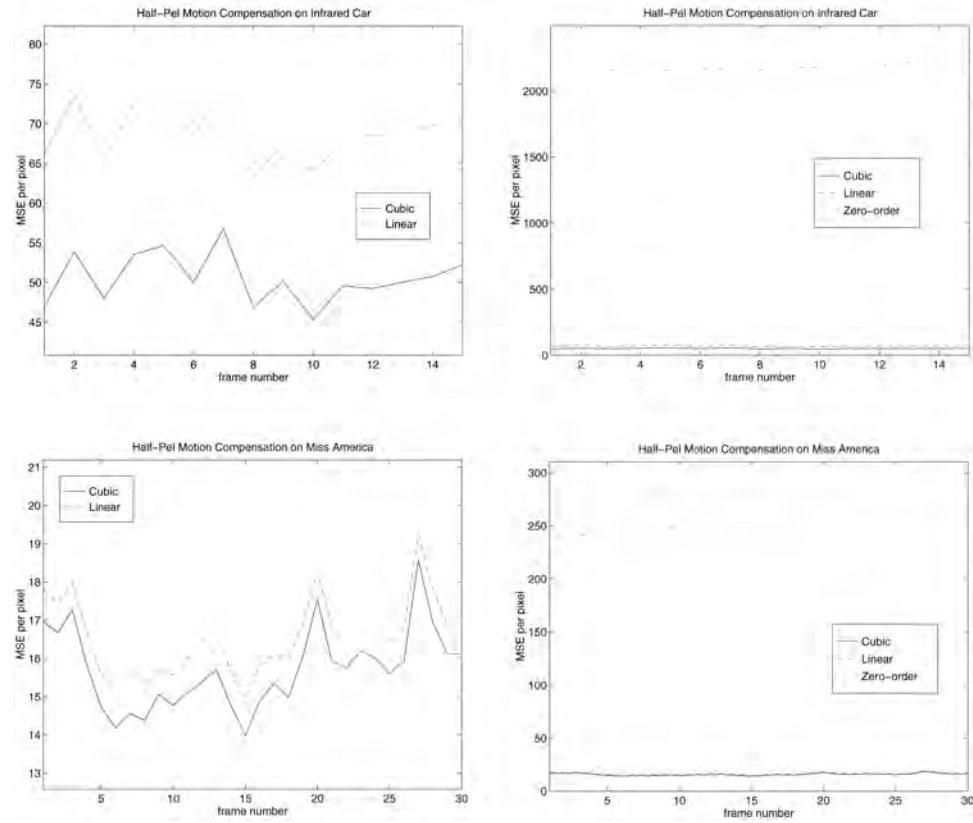 Half-Pel Motion Compensation on Infrared Car
80
75
70
65
60
55
50
45
MSE per pixel
Cubic
Linear
2 4 6 8 10 12 14
frame number
Half-Pel Motion Compensation on Infrared Car
2000
1500
1000
500
0
MSE per pixel
Cubic
Linear
Zero-order
2 4 6 8 10 12 14
frame number
Half-Pel Motion Compensation on Miss America
21
20
19
18
17
16
15
14
13
MSE per pixel
Cubic
Linear
5 10 15 20 25 30
frame number
Half-Pel Motion Compensation on Miss America
300
250
200
150
100
50
0
MSE per pixel
Cubic
Linear
Zero-order
5 10 15 20 25 30
frame number